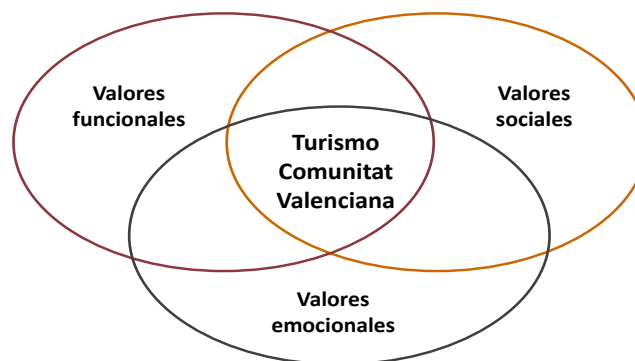 Valores
funcionales
Valores
sociales
Turismo
Comunitat
Valenciana
Valores
emocionales